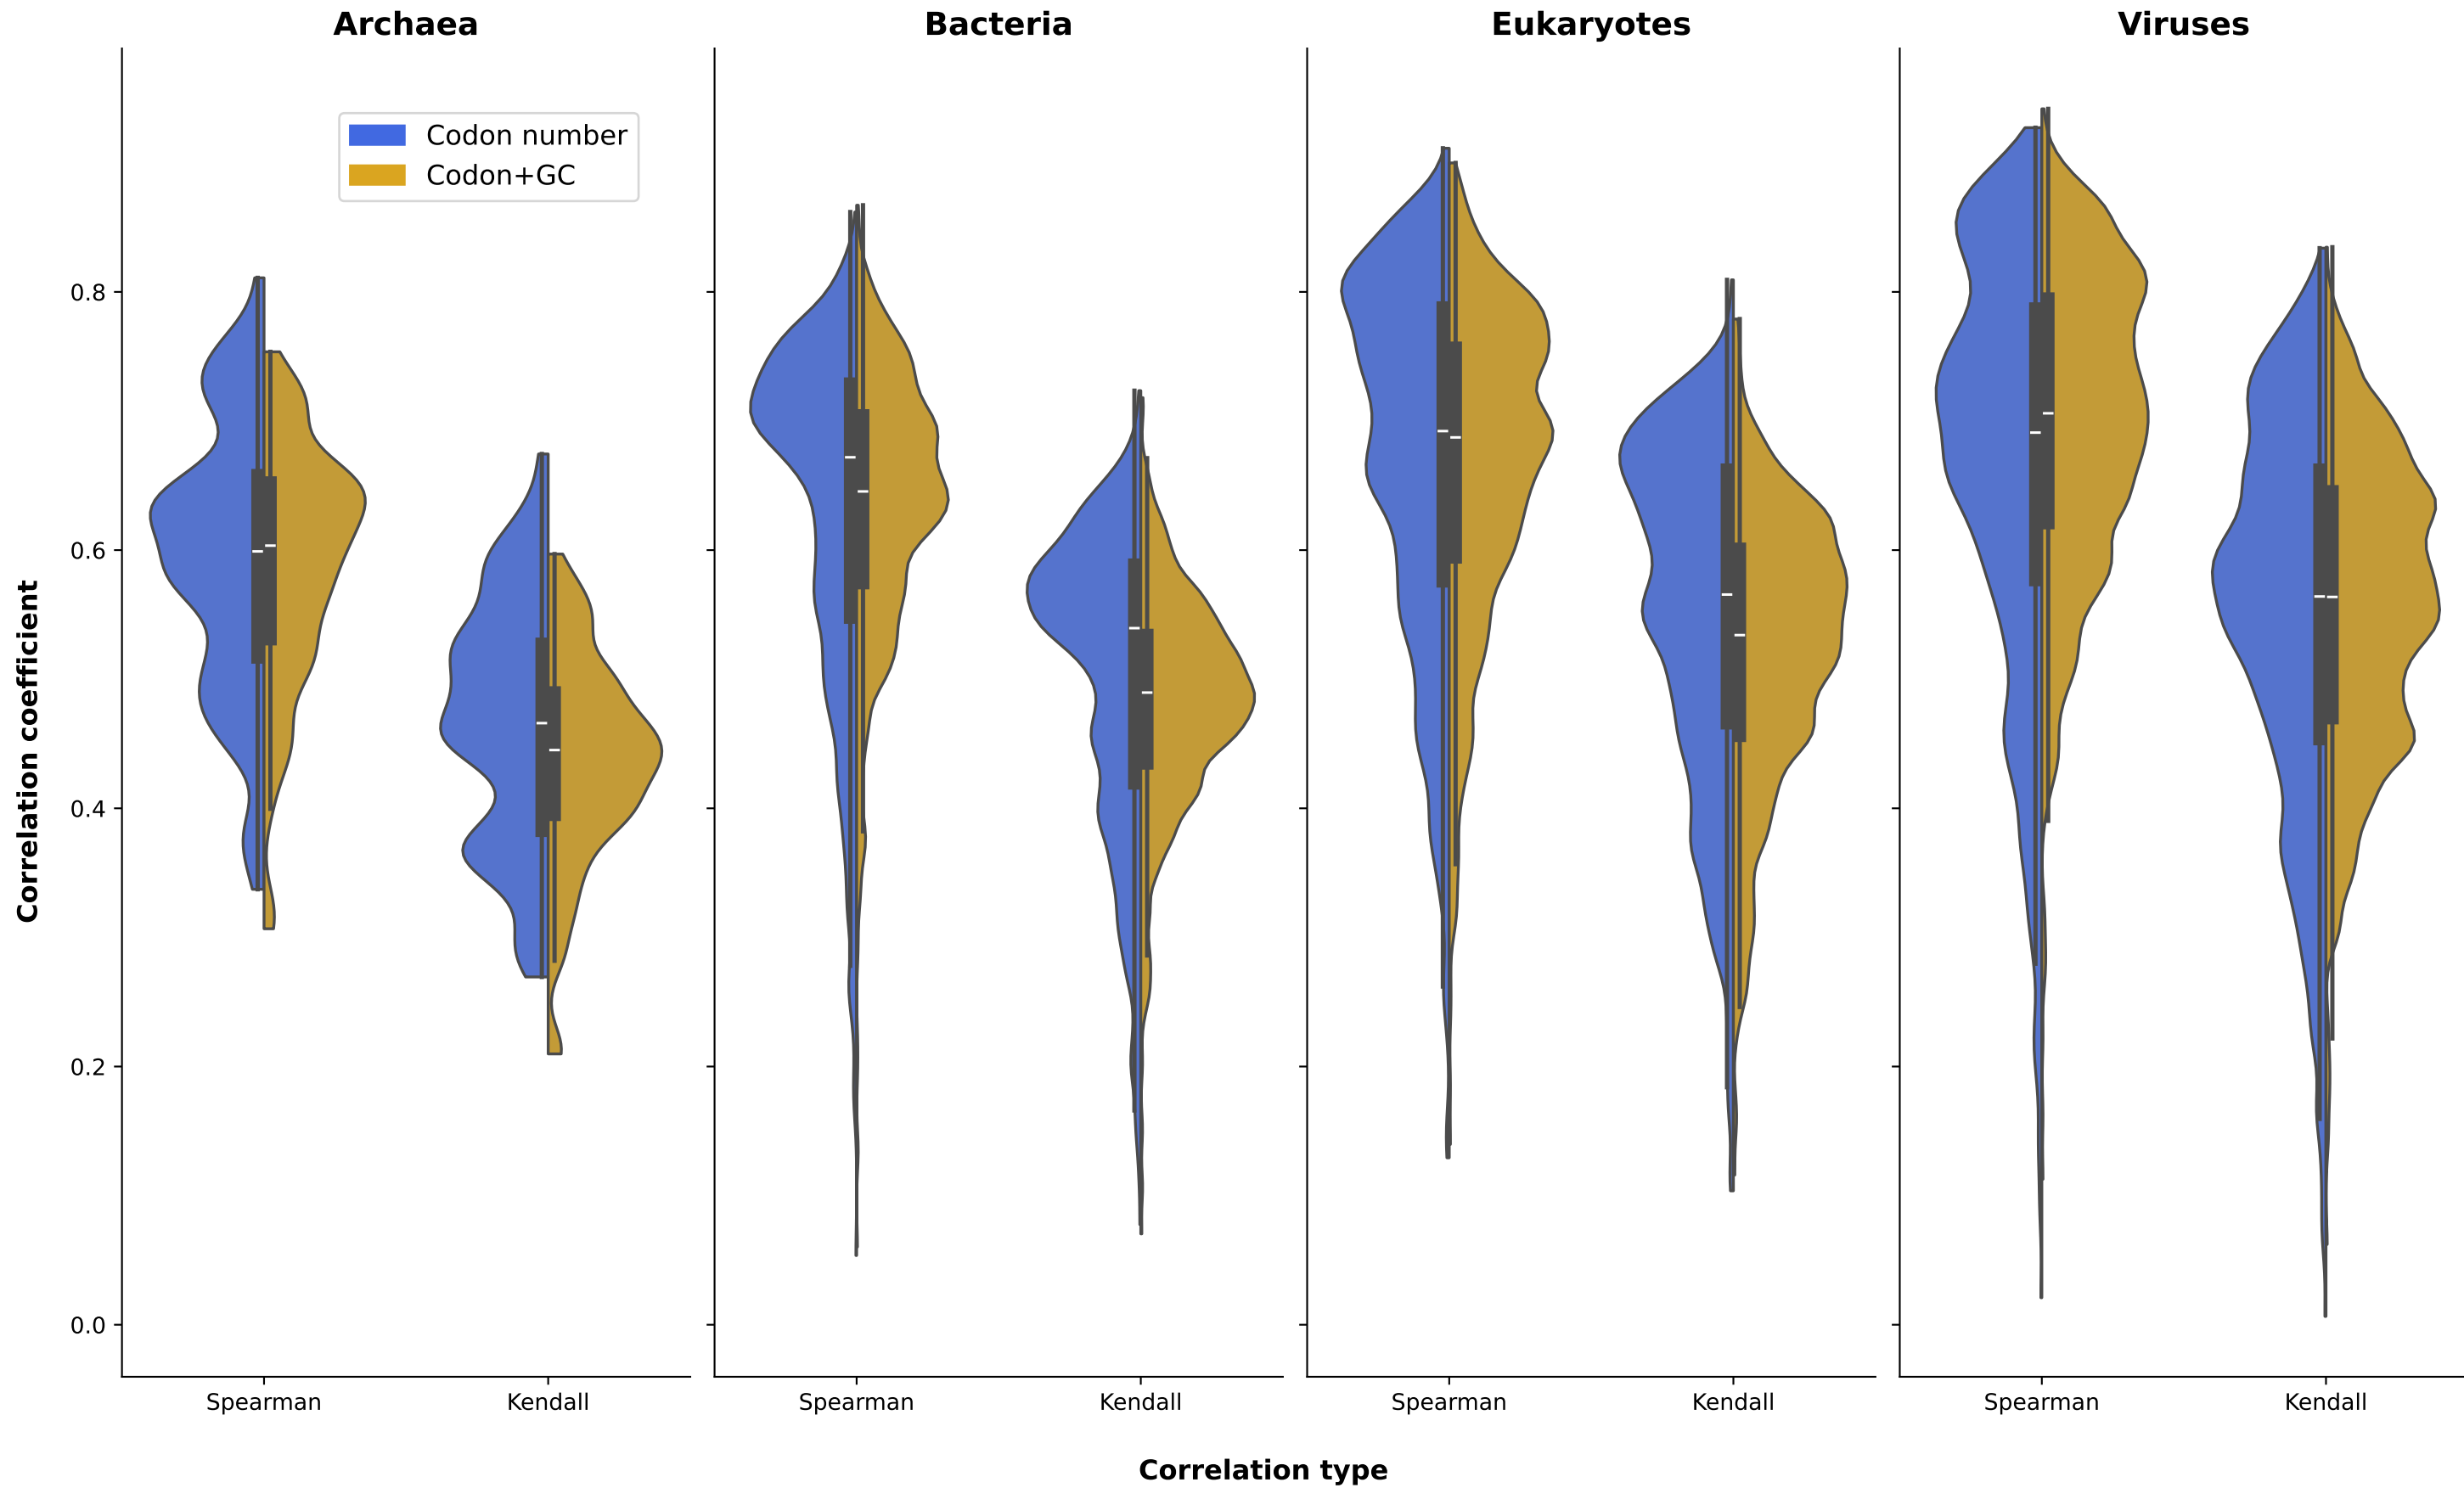 Archaea
Bacteria
Eukaryotes
Viruses
Codon number
Codon+GC
Correlation coefficient
0.8
0.6
0.4
0.2
0.0
Spearman
Kendall
Spearman
Kendall
Spearman
Kendall
Spearman
Kendall
Correlation type